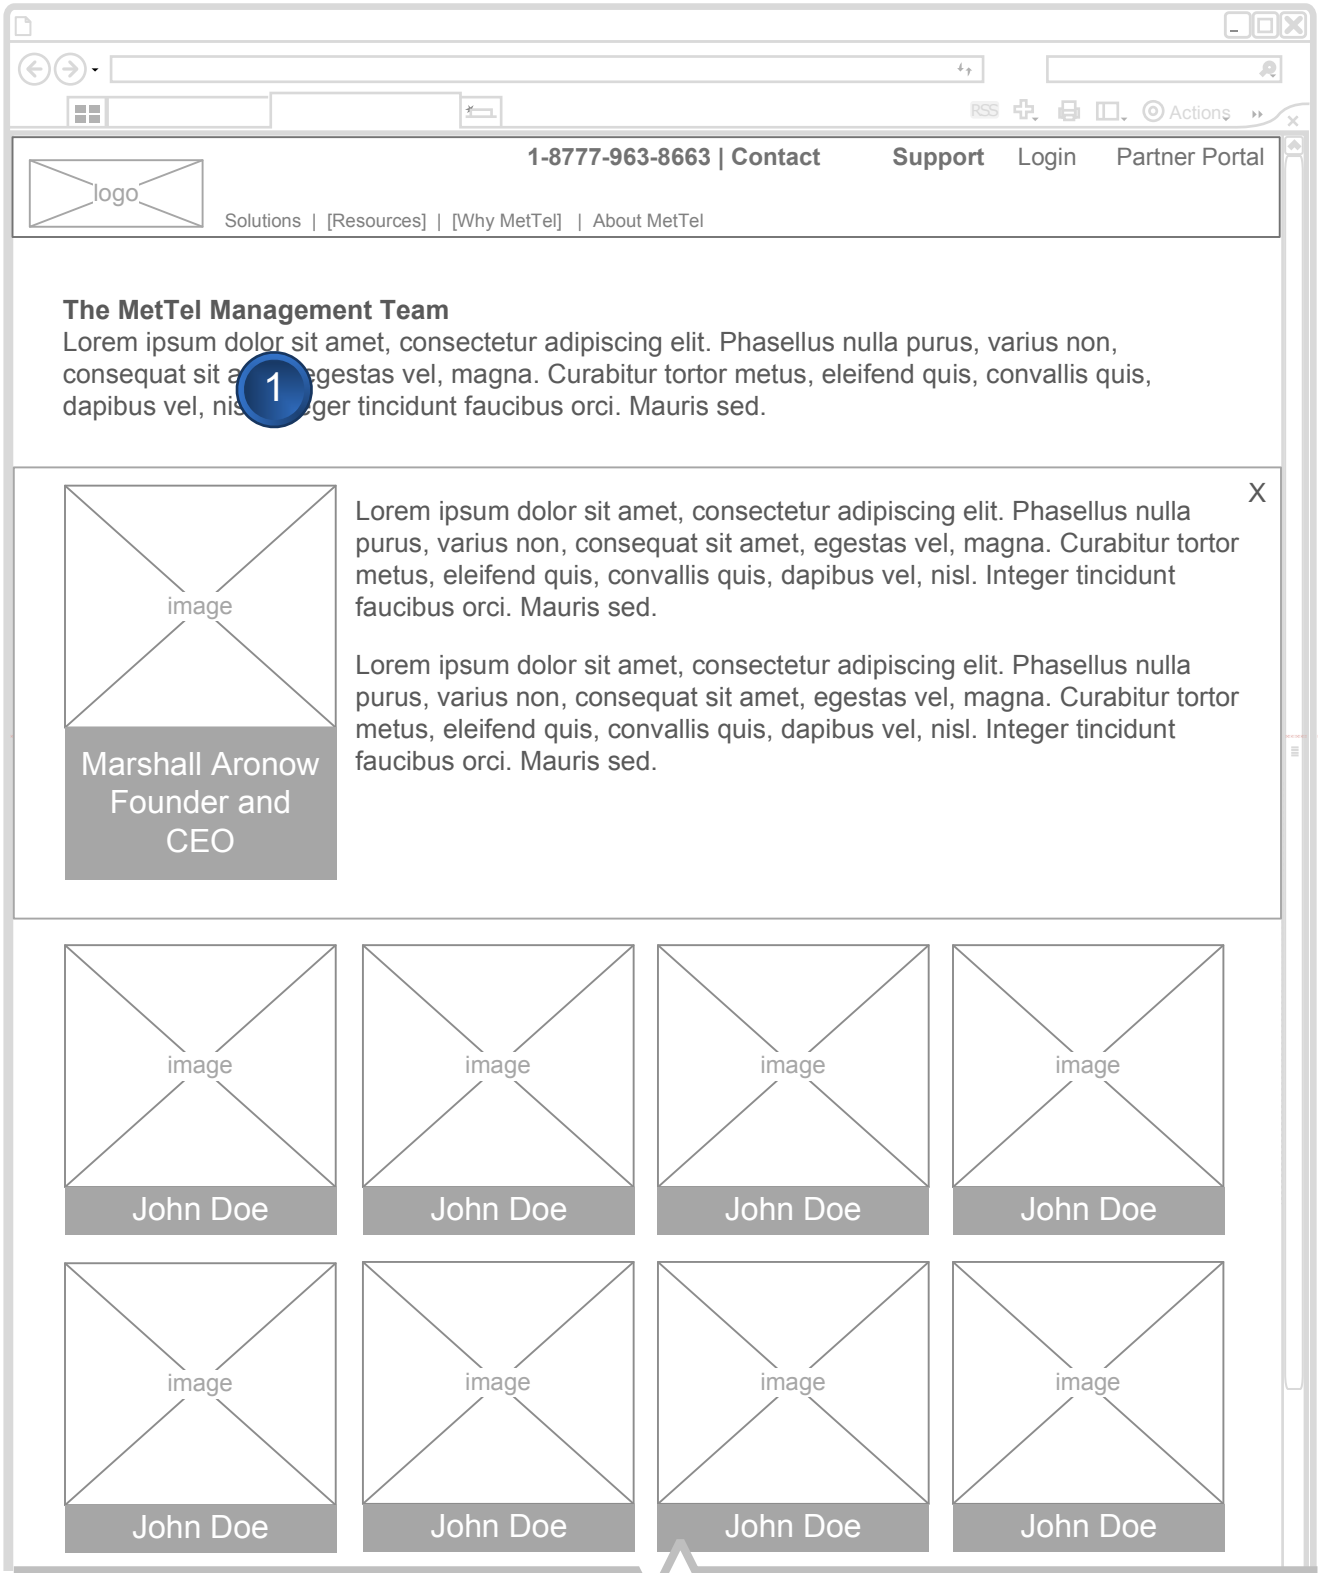 RSS Actions
1-8777-963-8663 | Contact Support Login Partner Portal
logo
Solutions | [Resources] | [Why MetTel] | About MetTel
The MetTel Management Team
Lorem ipsum dolor sit amet, consectetur adipiscing elit. Phasellus nulla purus, varius non,
consequat sit a 1 gestas vel, magna. Curabitur tortor metus, eleifend quis, convallis quis,
dapibus vel, nis ger tincidunt faucibus orci. Mauris sed.
X
Lorem ipsum dolor sit amet, consectetur adipiscing elit. Phasellus nulla
purus, varius non, consequat sit amet, egestas vel, magna. Curabitur tortor
metus, eleifend quis, convallis quis, dapibus vel, nisl. Integer tincidunt
faucibus orci. Mauris sed.
Lorem ipsum dolor sit amet, consectetur adipiscing elit. Phasellus nulla
purus, varius non, consequat sit amet, egestas vel, magna. Curabitur tortor
metus, eleifend quis, convallis quis, dapibus vel, nisl. Integer tincidunt
faucibus orci. Mauris sed.
image
Marshall Aronow
Founder and
CEO
image image image image
John Doe John Doe John Doe John Doe
image image image image
John Doe John Doe John Doe John Doe